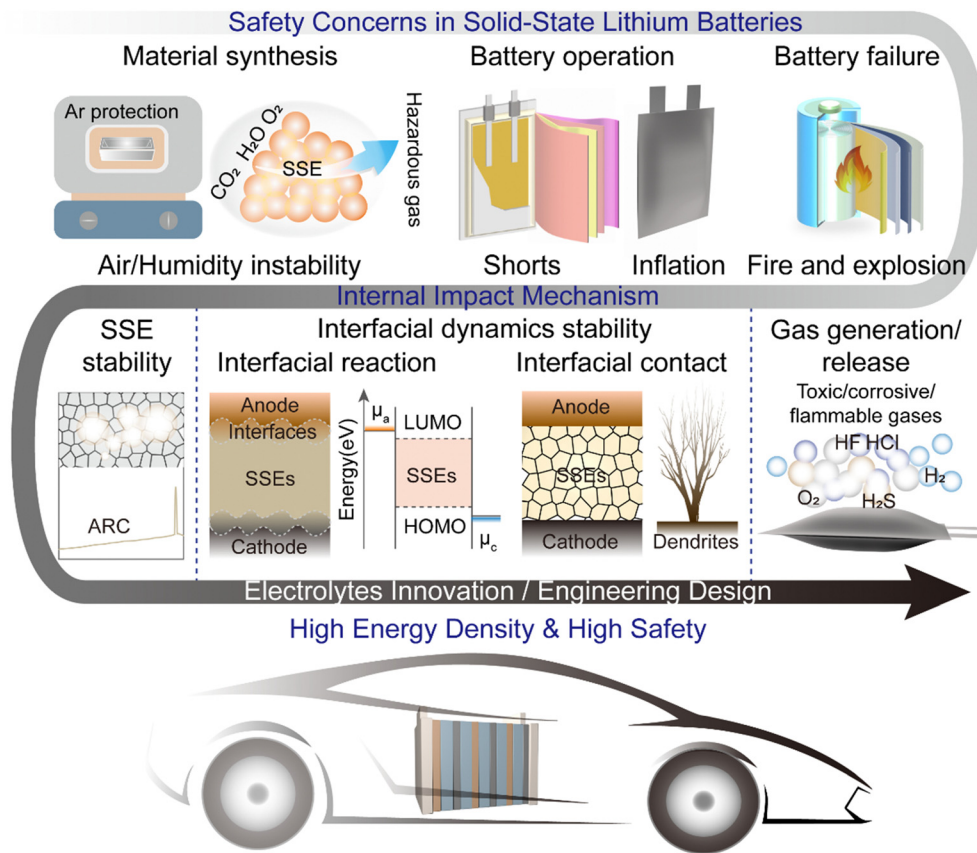 Safety Concerns in Solid-State Lithium Batteries
Material synthesis
Battery operation
Battery failure
Ar protection
CO₂ H₂O O₂
SSE
Hazardous gas
Air/Humidity instability
Shorts
Inflation
Fire and explosion
Internal Impact Mechanism
SSE
stability
ARC
Interfacial dynamics stability
Interfacial reaction
Anode
Interfaces
SSEs
Cathode
Energy(eV)
μₐ
LUMO
SSEs
HOMO
μ꜀
Interfacial contact
Anode
SSEs
Cathode
Dendrites
Gas generation/
release
Toxic/corrosive/
flammable gases
HF HCl
H₂
O₂
H₂S
Electrolytes Innovation / Engineering Design
High Energy Density & High Safety